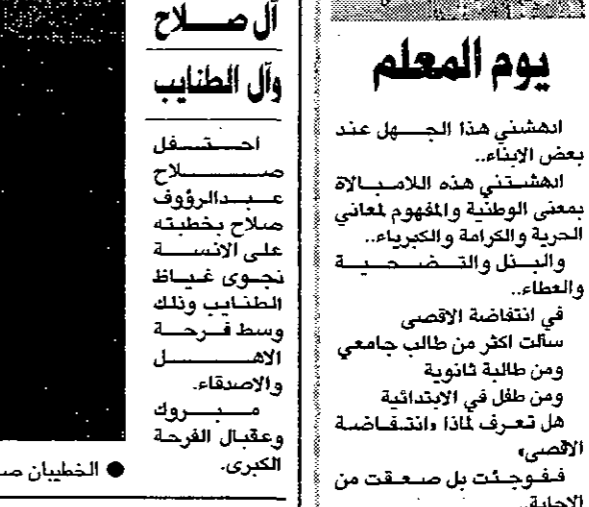 يوم المعلم
ادهشني هذا الجهل عند
بعض الابناء..
ادهشتني هذه اللامبالاة
بمعنى الوطنية والمفهوم لمعاني
الحرية والكرامة والكبرياء..
والبذل والتضحية
والعطاء..
في انتفاضة الاقصى
سألت اكثر من طالب جامعي
ومن طالبة ثانوية
ومن طفل في الابتدائية
هل تعرف لماذا «انتفاضة
الاقصى»
ففوجئت بل صعقت من
الاجابة..
آل صلاح
وآل الطنايب
احتفل
صلاح
عبدالرؤوف
صلاح بخطبته
على الانسة
نجوى غياظ
الطنايب وذلك
وسط فرحة
الاهل
والاصدقاء.
مبروك
وعقبال الفرحة
الكبرى.
● الخطيبان